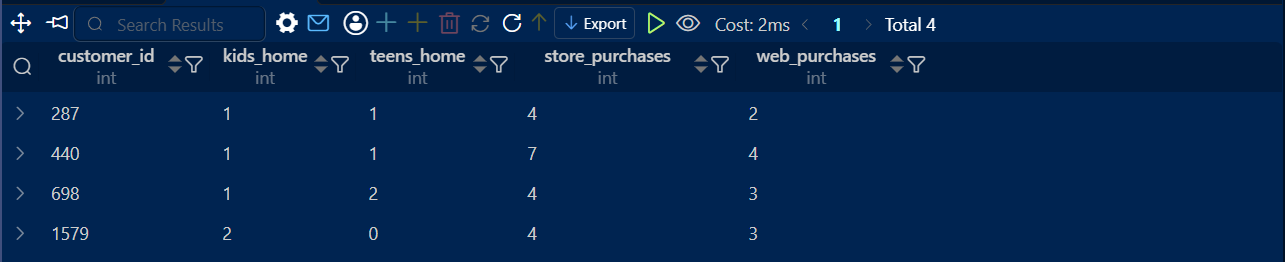 Search Results Export Cost: 2ms 1 Total 4
customer_id kids_home teens_home store_purchases web_purchases
int int int int int
287 1 1 4 2
440 1 1 7 4
698 1 2 4 3
1579 2 0 4 3